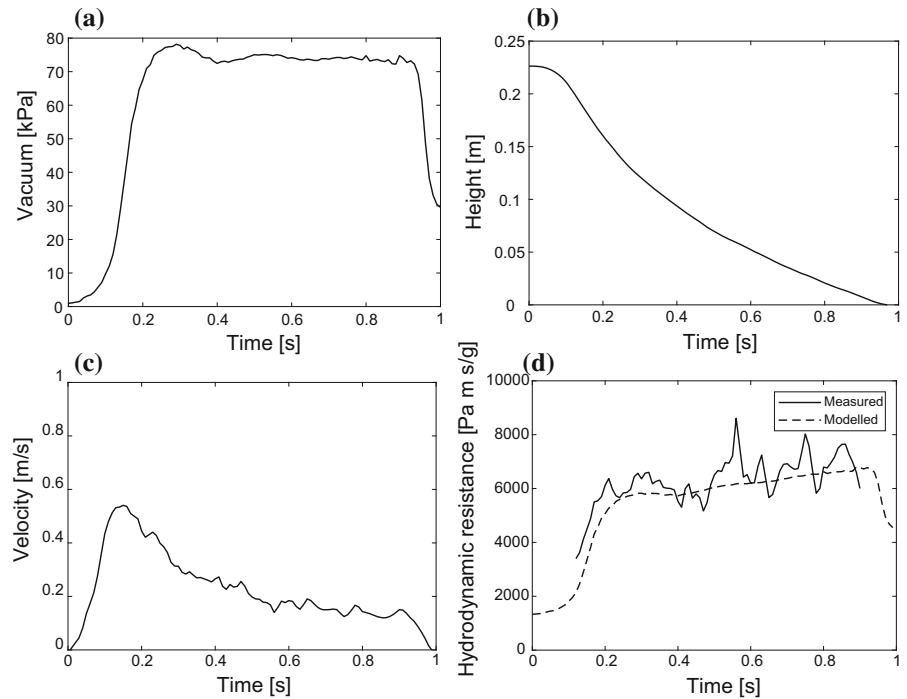 (a)
Vacuum [kPa]
80
70
60
50
40
30
20
10
0
0 0.2 0.4 0.6 0.8 1
Time [s]
(b)
Height [m]
0.25
0.2
0.15
0.1
0.05
0
0 0.2 0.4 0.6 0.8 1
Time [s]
(c)
Velocity [m/s]
1
0.8
0.6
0.4
0.2
0
0 0.2 0.4 0.6 0.8 1
Time [s]
(d)
Hydrodynamic resistance [Pa m s/g]
10000
8000
6000
4000
2000
0
0 0.2 0.4 0.6 0.8 1
Time [s]
Measured
Modelled